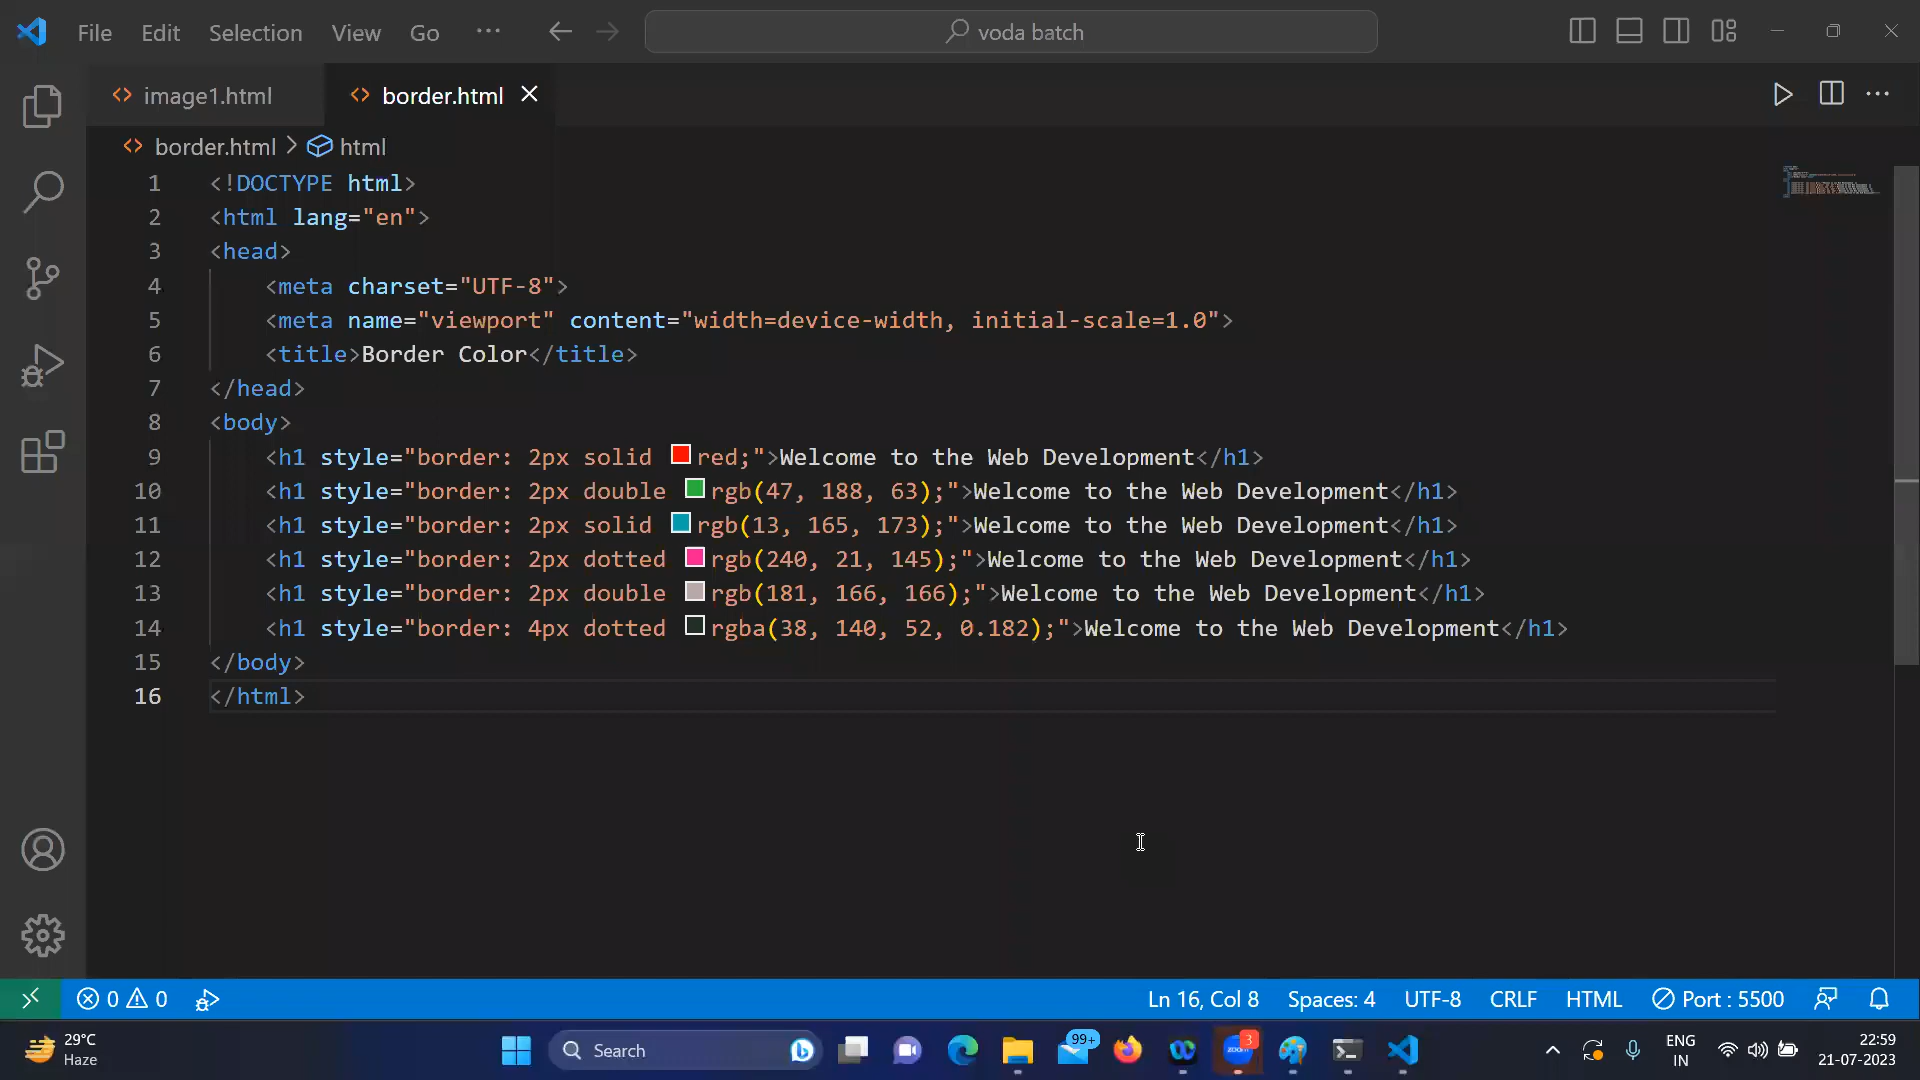 File Edit Selection View Go ··· voda batch
image1.html border.html
border.html > html
1 <!DOCTYPE html>
2 <html lang="en">
3 <head>
4     <meta charset="UTF-8">
5     <meta name="viewport" content="width=device-width, initial-scale=1.0">
6     <title>Border Color</title>
7 </head>
8 <body>
9     <h1 style="border: 2px solid red;">Welcome to the Web Development</h1>
10     <h1 style="border: 2px double rgb(47, 188, 63);">Welcome to the Web Development</h1>
11     <h1 style="border: 2px solid rgb(13, 165, 173);">Welcome to the Web Development</h1>
12     <h1 style="border: 2px dotted rgb(240, 21, 145);">Welcome to the Web Development</h1>
13     <h1 style="border: 2px double rgb(181, 166, 166);">Welcome to the Web Development</h1>
14     <h1 style="border: 4px dotted rgba(38, 140, 52, 0.182);">Welcome to the Web Development</h1>
15 </body>
16 </html>
0 0 Ln 16, Col 8 Spaces: 4 UTF-8 CRLF HTML Port : 5500
29°C
Haze
Search
99+
zoom
3
ENG
IN
22:59
21-07-2023